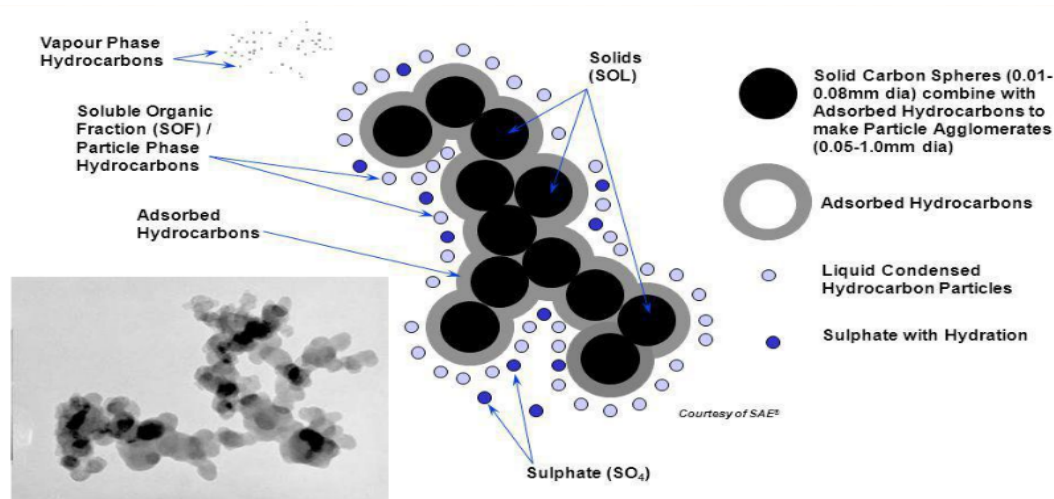 Vapour Phase
Hydrocarbons
Soluble Organic
Fraction (SOF) /
Particle Phase
Hydrocarbons
Adsorbed
Hydrocarbons
Solids
(SOL)
Solid Carbon Spheres (0.01-
0.08mm dia) combine with
Adsorbed Hydrocarbons to
make Particle Agglomerates
(0.05-1.0mm dia)
Adsorbed Hydrocarbons
Liquid Condensed
Hydrocarbon Particles
Sulphate with Hydration
Courtesy of SAE®
Sulphate (SO₄)